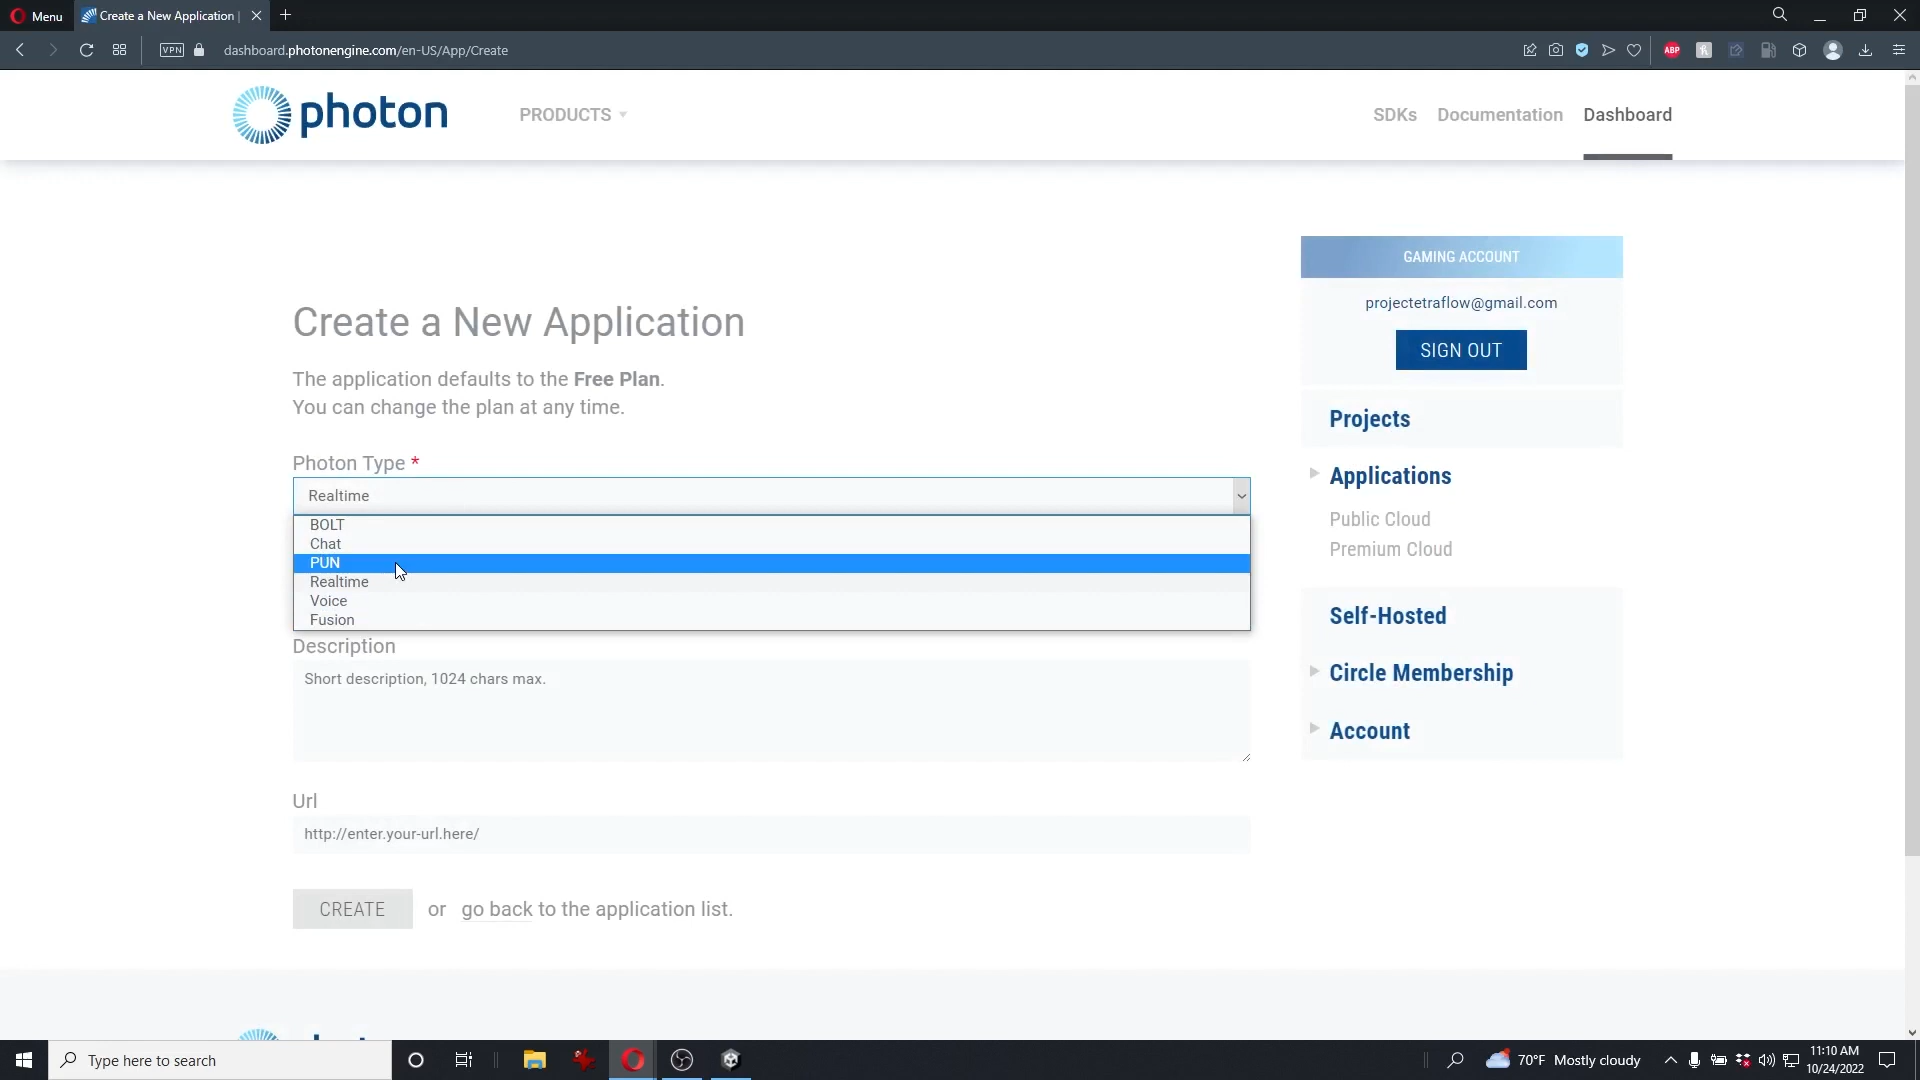 Menu
Create a New Application |
VPN
dashboard.photonengine.com/en-US/App/Create
ABP
photon
PRODUCTS
SDKs
Documentation
Dashboard
GAMING ACCOUNT
projectetraflow@gmail.com
SIGN OUT
Create a New Application
The application defaults to the Free Plan.
You can change the plan at any time.
Photon Type *
Realtime
BOLT
Chat
PUN
Realtime
Voice
Fusion
Description
Short description, 1024 chars max.
Url
http://enter.your-url.here/
CREATE or go back to the application list.
Projects
Applications
Public Cloud
Premium Cloud
Self-Hosted
Circle Membership
Account
Type here to search
70°F Mostly cloudy
11:10 AM
10/24/2022